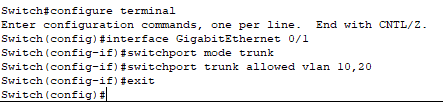 Switch#configure terminal
Enter configuration commands, one per line.  End with CNTL/Z.
Switch(config)#interface GigabitEthernet 0/1
Switch(config-if)#switchport mode trunk
Switch(config-if)#switchport trunk allowed vlan 10,20
Switch(config-if)#exit
Switch(config)#